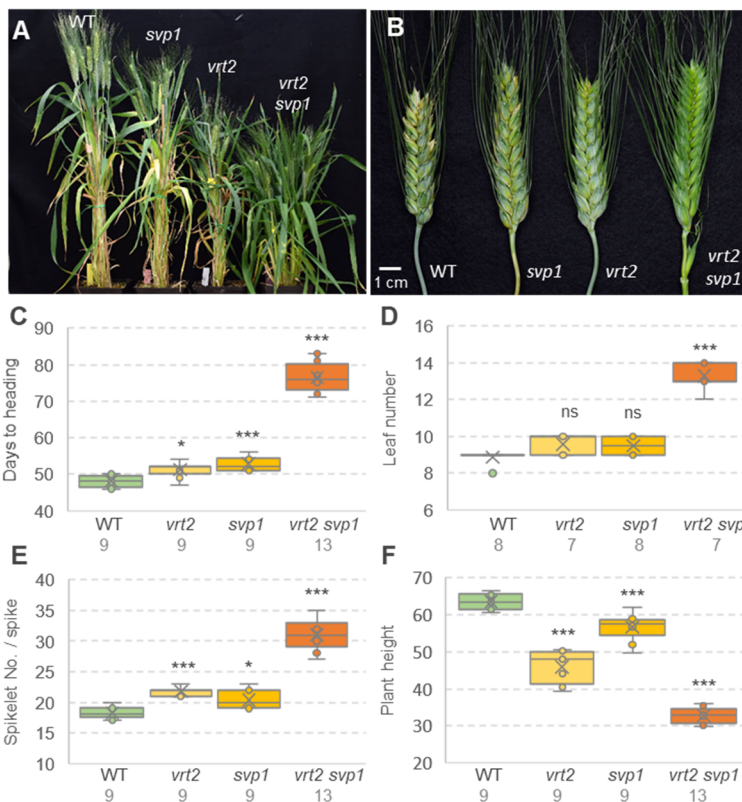 A
WT
svp1
vrt2
vrt2
svp1
B
1 cm
WT
svp1
vrt2
vrt2
svp1
C
Days to heading
90
80
70
60
50
40
*
***
***
WT vrt2 svp1 vrt2 svp1
9 9 9 13
D
Leaf number
16
14
12
10
8
6
ns
ns
***
WT vrt2 svp1 vrt2 svp1
8 7 8 7
E
Spikelet No. / spike
40
35
30
25
20
15
10
***
*
***
WT vrt2 svp1 vrt2 svp1
9 9 9 13
F
Plant height
70
60
50
40
30
20
***
***
***
WT vrt2 svp1 vrt2 svp1
9 9 9 13